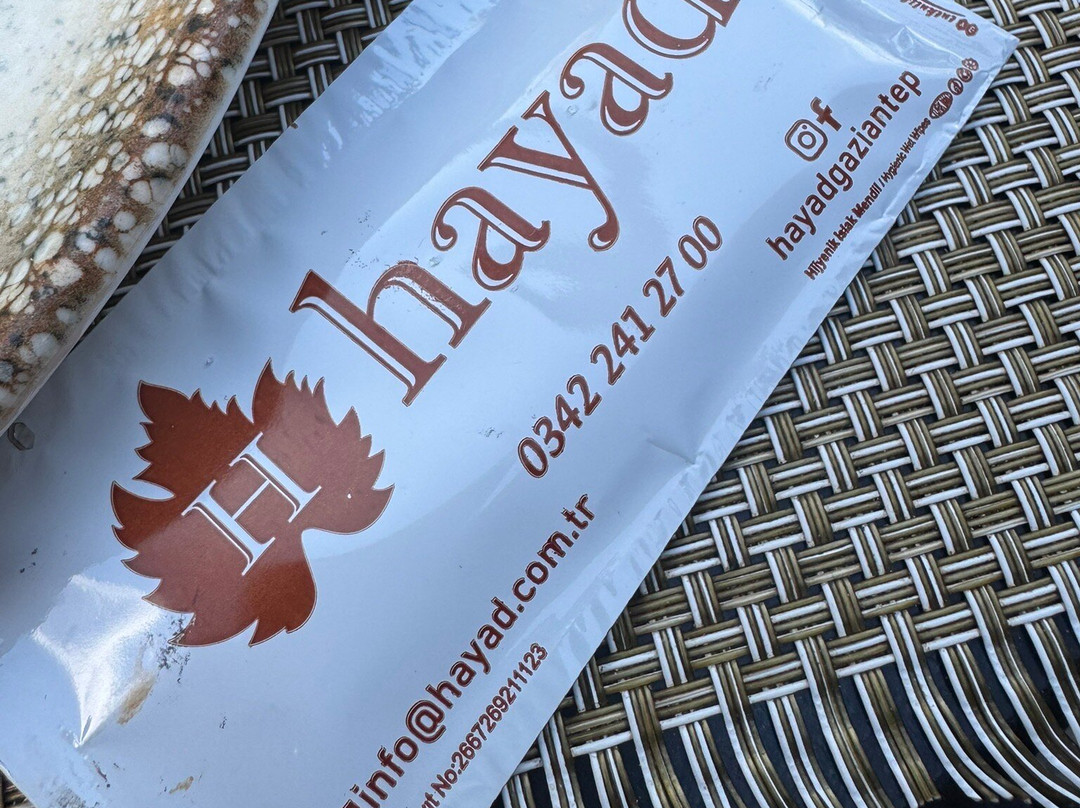 hayad
H
0342 241 27 00
hayadgaziantep
Hijyenik Islak Mendil / Hygienic Wet Wipes
info@hayad.com.tr
t No:2667269211123